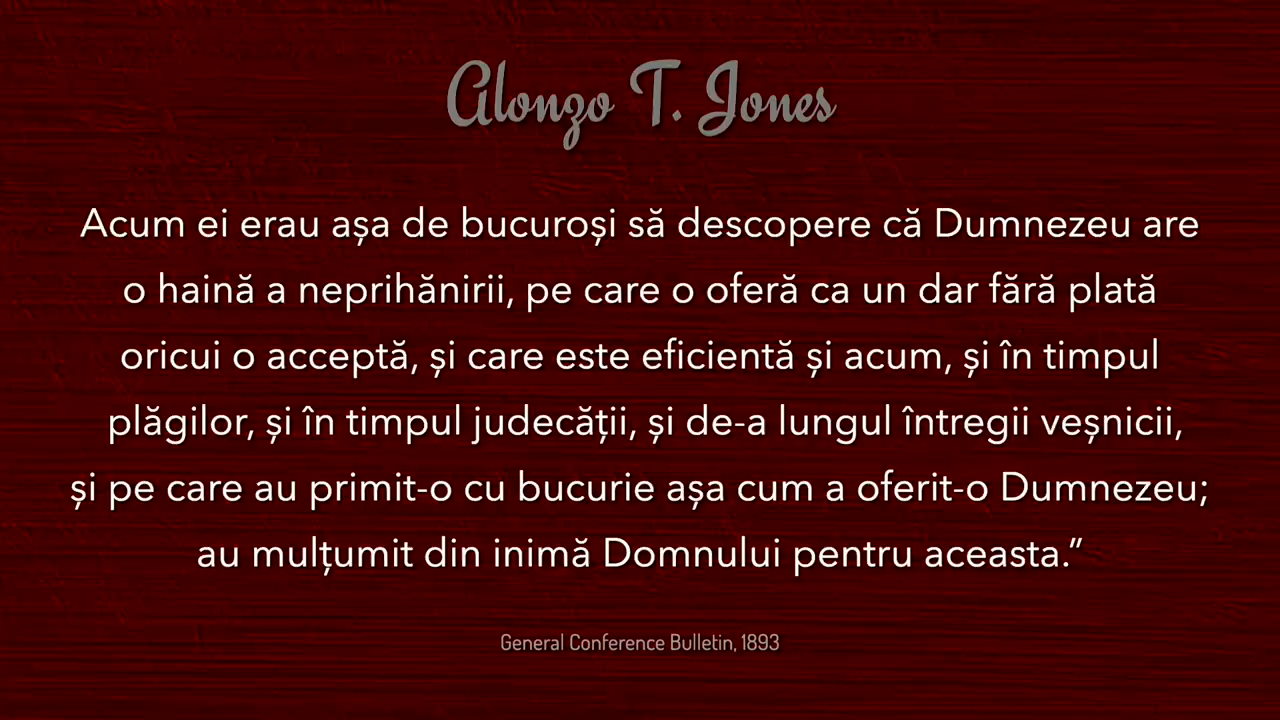 Alonzo T. Jones
Acum ei erau așa de bucuroși să descopere că Dumnezeu are
o haină a neprihănirii, pe care o oferă ca un dar fără plată
oricui o acceptă, și care este eficientă și acum, și în timpul
plăgilor, și în timpul judecății, și de-a lungul întregii veșnicii,
și pe care au primit-o cu bucurie așa cum a oferit-o Dumnezeu;
au mulțumit din inimă Domnului pentru aceasta.”
General Conference Bulletin, 1893